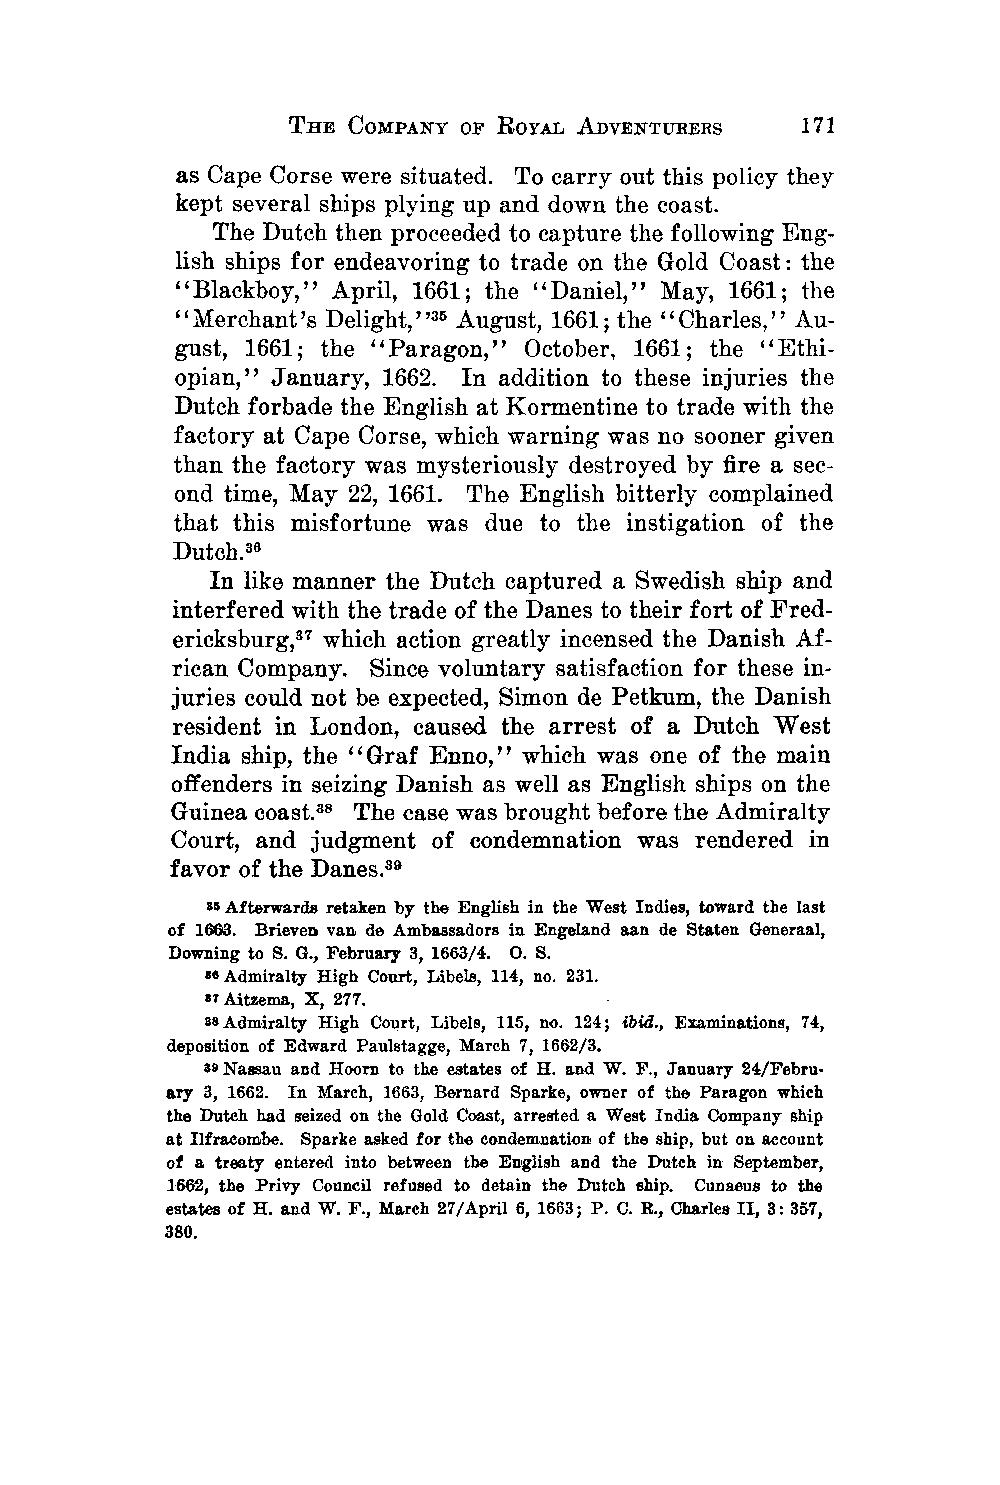 THE COMPANY OF ROYAL ADVENTURERS 171
as Cape Corse were situated. To carry out this policy they
kept several ships plying up and down the coast.
The Dutch then proceeded to capture the following Eng-
lish ships for endeavoring to trade on the Gold Coast: the
‘‘Blackboy,’’ April, 1661; the ‘‘Daniel,’’ May, 1661; the
‘‘Merchant's Delight,’’³⁵ August, 1661; the ‘‘Charles,’’ Au-
gust, 1661; the ‘‘Paragon,’’ October, 1661; the ‘‘Ethi-
opian,’’ January, 1662. In addition to these injuries the
Dutch forbade the English at Kormentine to trade with the
factory at Cape Corse, which warning was no sooner given
than the factory was mysteriously destroyed by fire a sec-
ond time, May 22, 1661. The English bitterly complained
that this misfortune was due to the instigation of the
Dutch.³⁶
In like manner the Dutch captured a Swedish ship and
interfered with the trade of the Danes to their fort of Fred-
ericksburg,³⁷ which action greatly incensed the Danish Af-
rican Company. Since voluntary satisfaction for these in-
juries could not be expected, Simon de Petkum, the Danish
resident in London, caused the arrest of a Dutch West
India ship, the ‘‘Graf Enno,’’ which was one of the main
offenders in seizing Danish as well as English ships on the
Guinea coast.³⁸ The case was brought before the Admiralty
Court, and judgment of condemnation was rendered in
favor of the Danes.³⁹
³⁵ Afterwards retaken by the English in the West Indies, toward the last
of 1663. Brieven van de Ambassadors in Engeland aan de Staten Generaal,
Downing to S. G., February 3, 1663/4. O. S.
³⁶ Admiralty High Court, Libels, 114, no. 231.
³⁷ Aitzema, X, 277.
³⁸ Admiralty High Court, Libels, 115, no. 124; ibid., Examinations, 74,
deposition of Edward Paulstagge, March 7, 1662/3.
³⁹ Nassau and Hoorn to the estates of H. and W. F., January 24/Febru-
ary 3, 1662. In March, 1663, Bernard Sparke, owner of the Paragon which
the Dutch had seized on the Gold Coast, arrested a West India Company ship
at Ilfracombe. Sparke asked for the condemnation of the ship, but on account
of a treaty entered into between the English and the Dutch in September,
1662, the Privy Council refused to detain the Dutch ship. Cunaeus to the
estates of H. and W. F., March 27/April 6, 1663; P. C. R., Charles II, 3: 357,
380.